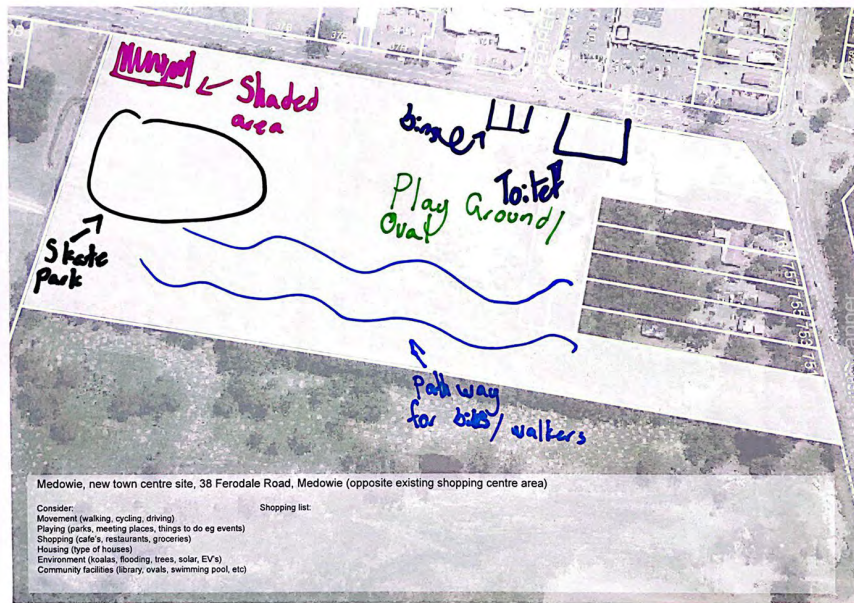 Shaded
area
Skate
Park
Toilet
Play Ground/
Oval
Path way
for bikes/walkers
Medowie, new town centre site, 38 Ferodale Road, Medowie (opposite existing shopping centre area)
Consider:
Movement (walking, cycling, driving)
Playing (parks, meeting places, things to do eg events)
Shopping (cafe's, restaurants, groceries)
Housing (type of houses)
Environment (koalas, flooding, trees, solar, EV's)
Community facilities (library, ovals, swimming pool, etc)
Shopping list: